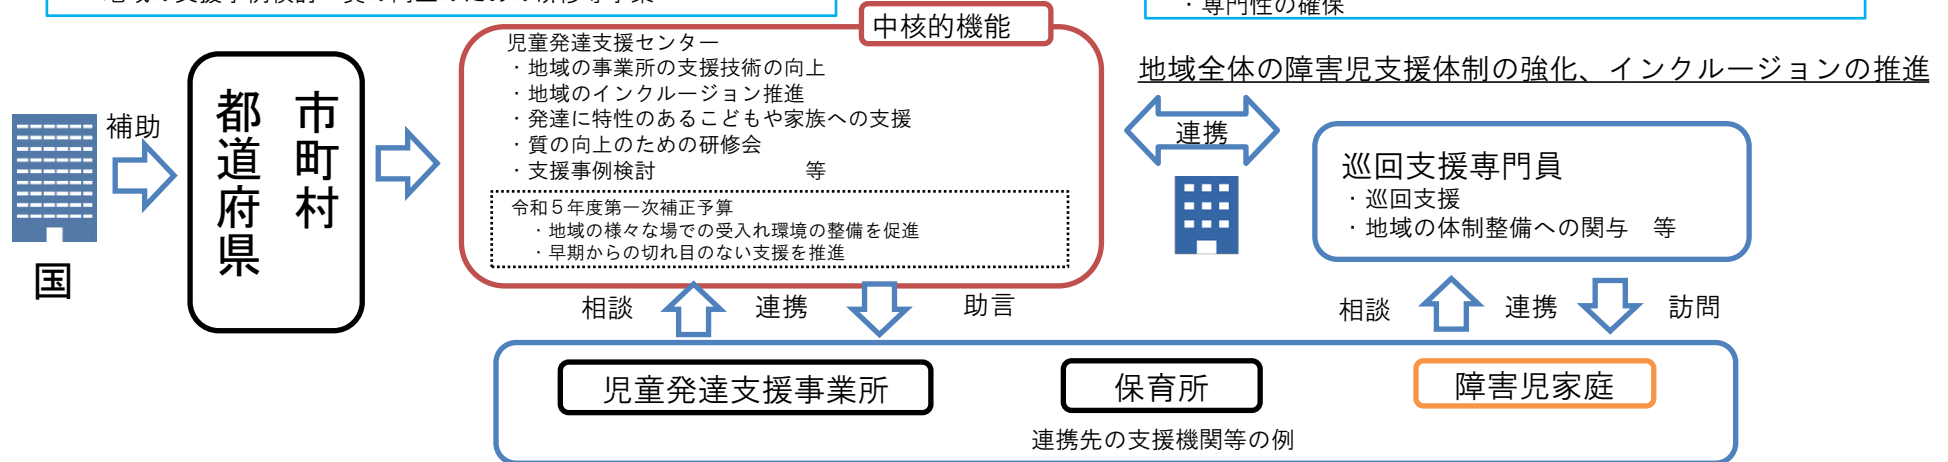 ・専門性の確保
中核的機能
児童発達支援センター
・地域の事業所の支援技術の向上
・地域のインクルージョン推進
・発達に特性のあるこどもや家族への支援
・質の向上のための研修会
・支援事例検討　　　　　　等
令和５年度第一次補正予算
・地域の様々な場での受入れ環境の整備を促進
・早期からの切れ目のない支援を推進
地域全体の障害児支援体制の強化、インクルージョンの推進
補助
国
市町村
都道府県
連携
巡回支援専門員
・巡回支援
・地域の体制整備への関与　等
相談
連携
助言
相談
連携
訪問
児童発達支援事業所
保育所
障害児家庭
連携先の支援機関等の例